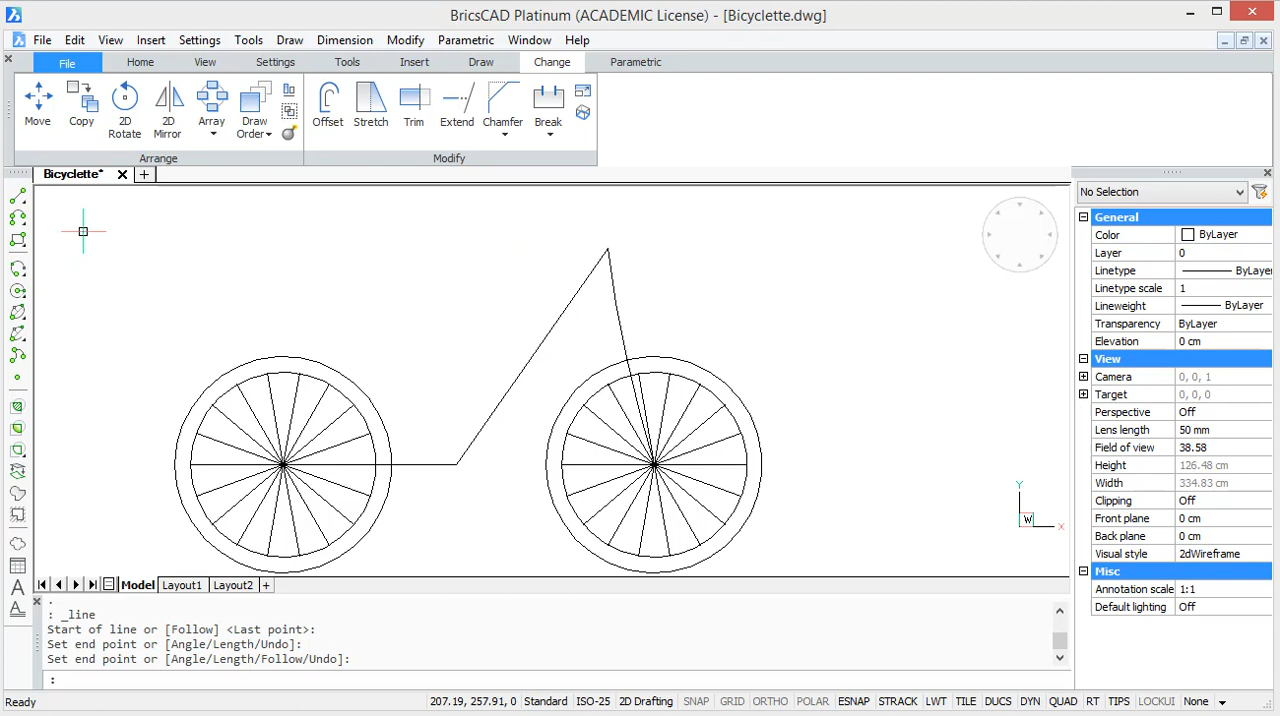 BricsCAD Platinum (ACADEMIC License) - [Bicyclette.dwg]
File Edit View Insert Settings Tools Draw Dimension Modify Parametric Window Help
File Home View Settings Tools Insert Draw Change Parametric
Move Copy 2D Rotate 2D Mirror Array Draw Order Offset Stretch Trim Extend Chamfer Break
Arrange Modify
Bicyclette*
No Selection
General
Color ByLayer
Layer 0
Linetype ByLayer
Linetype scale 1
Lineweight ByLayer
Transparency ByLayer
Elevation 0 cm
View
Camera 0, 0, 1
Target 0, 0, 0
Perspective Off
Lens length 50 mm
Field of view 38.58
Height 126.48 cm
Width 334.83 cm
Clipping Off
Front plane 0 cm
Back plane 0 cm
Visual style 2dWireframe
Misc
Annotation scale 1:1
Default lighting Off
Y
W X
Model Layout1 Layout2 +
: _line
Start of line or [Follow] <Last point>:
Set end point or [Angle/Length/Undo]:
Set end point or [Angle/Length/Follow/Undo]:
:
Ready 207.19, 257.91, 0 Standard ISO-25 2D Drafting SNAP GRID ORTHO POLAR ESNAP STRACK LWT TILE DUCS DYN QUAD RT TIPS LOCKUI None